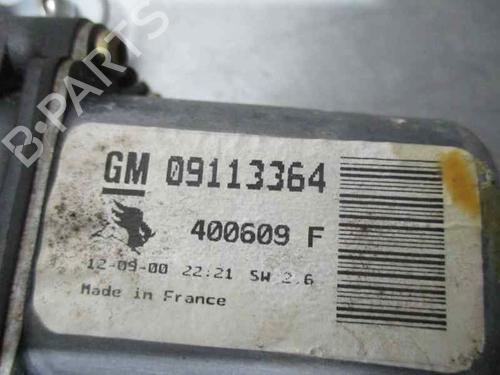 B-PARTS
GM 09113364
400609 F
12-09-00 22:21 SW 2.6
Made in France